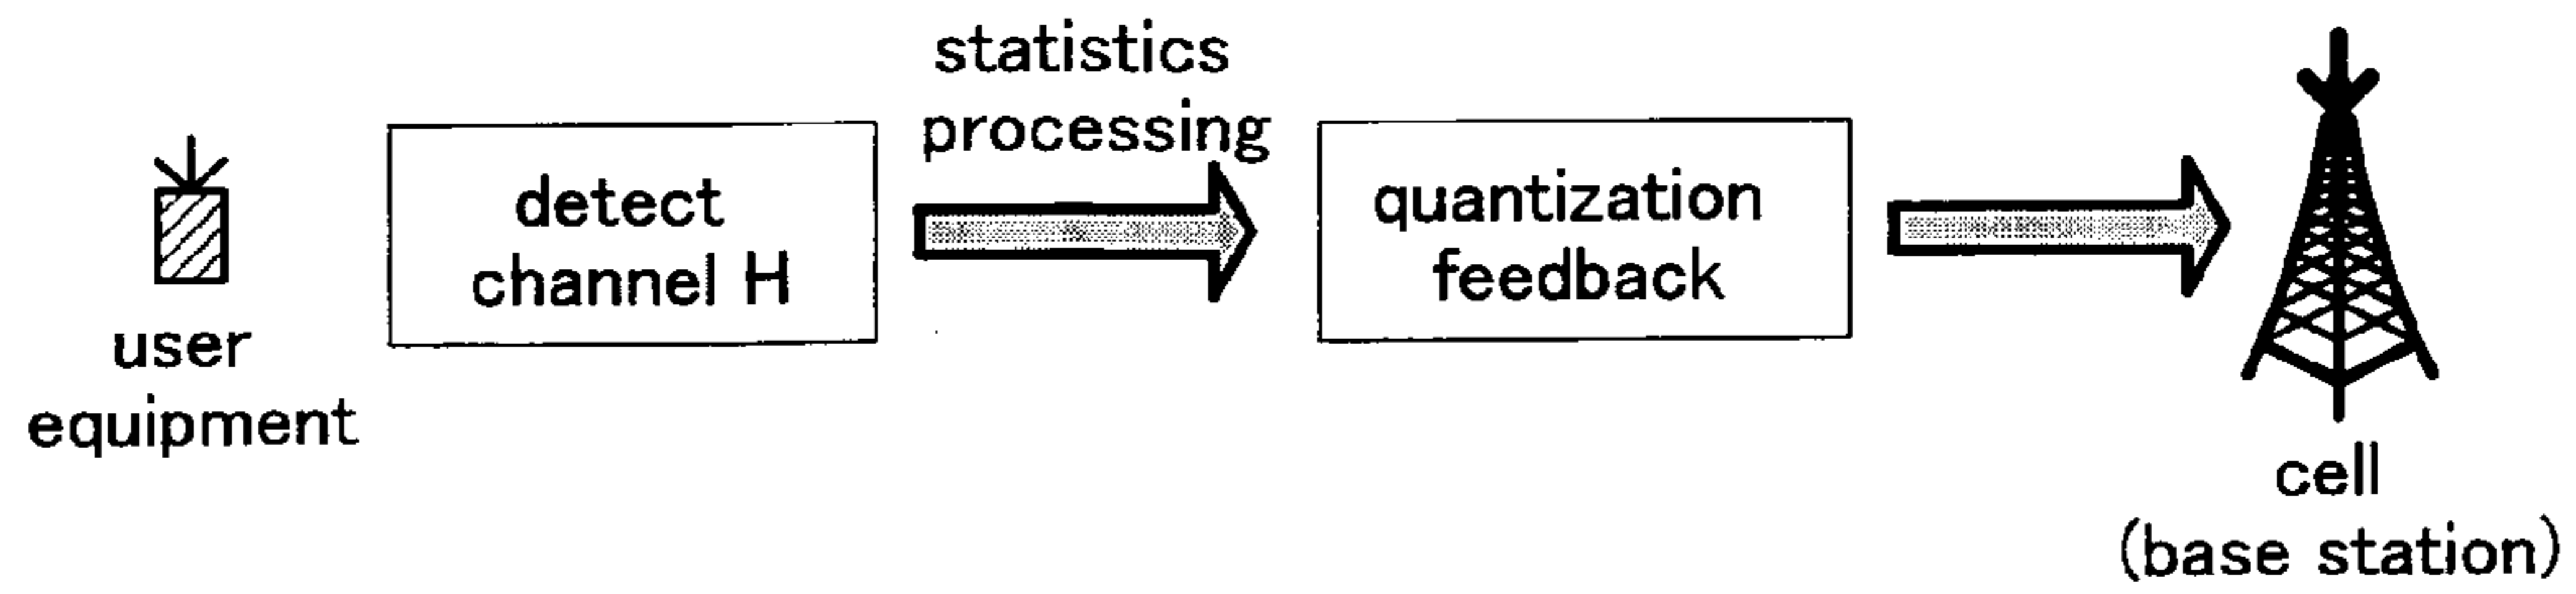 user
equipment
detect
channel H
statistics
processing
quantization
feedback
cell
(base station)